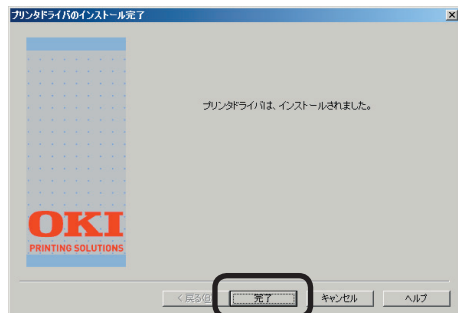 プリンタドライバのインストール完了
プリンタドライバは、インストールされました。
OKI
PRINTING SOLUTIONS
< 戻る(B)
完了
キャンセル
ヘルプ